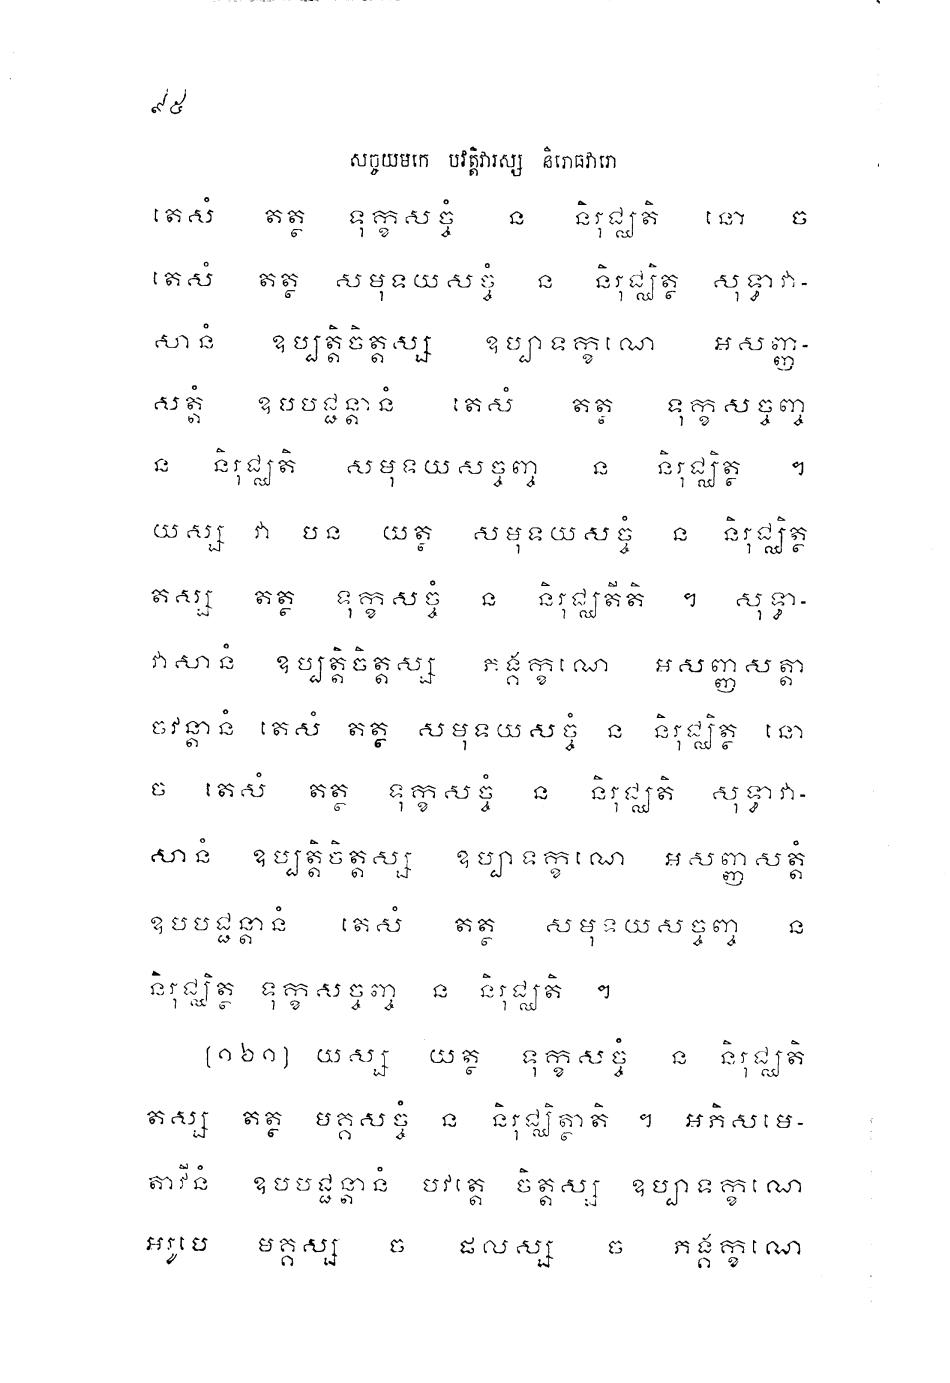 ៩៥
សច្ចយមកេ បវត្តិវារស្ស និរោធវារោ
តេសំ តត្ថ ទុក្ខសច្ចំ ន និរុជ្ឈតិ នោ ច
តេសំ តត្ថ សមុទយសច្ចំ ន និរុជ្ឈិត្ថ សុទ្ធាវា-
សានំ ឧប្បត្តិចិត្តស្ស ឧប្បាទក្ខណេ អសញ្ញ-
សត្តំ ឧបបជ្ជន្តានំ តេសំ តត្ថ ទុក្ខសច្ចញ្ច
ន និរុជ្ឈតិ សមុទយសច្ចញ្ច ន និរុជ្ឈិត្ថ ។
យស្ស វា បន យត្ថ សមុទយសច្ចំ ន និរុជ្ឈិត្ថ
តស្ស តត្ថ ទុក្ខសច្ចំ ន និរុជ្ឈតីតិ ។ សុទ្ធា-
វាសានំ ឧប្បត្តិចិត្តស្ស ភង្គក្ខណេ អសញ្ញសត្តា
ចវន្តានំ តេសំ តត្ថ សមុទយសច្ចំ ន និរុជ្ឈិត្ថ នោ
ច តេសំ តត្ថ ទុក្ខសច្ចំ ន និរុជ្ឈតិ សុទ្ធាវា-
សានំ ឧប្បត្តិចិត្តស្ស ឧប្បាទក្ខណេ អសញ្ញសត្តំ
ឧបបជ្ជន្តានំ តេសំ តត្ថ សមុទយសច្ចញ្ច ន
និរុជ្ឈិត្ថ ទុក្ខសច្ចញ្ច ន និរុជ្ឈតិ ។
[១៦១] យស្ស យត្ថ ទុក្ខសច្ចំ ន និរុជ្ឈតិ
តស្ស តត្ថ មគ្គសច្ចំ ន និរុជ្ឈិត្ថាតិ ។ អភិសមេ-
តាវីនំ ឧបបជ្ជន្តានំ បវត្តេ ចិត្តស្ស ឧប្បាទក្ខណេ
អរូបេ មគ្គស្ស ច ផលស្ស ច ភង្គក្ខណេ